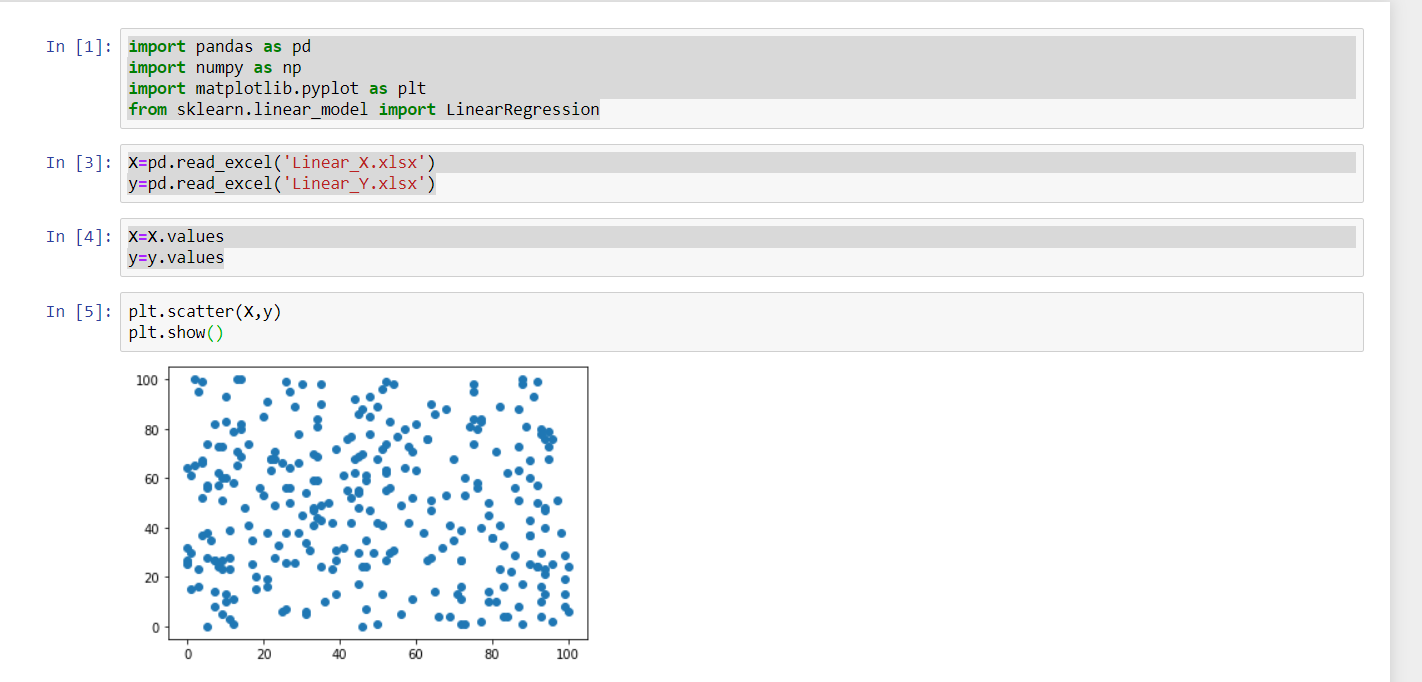 In [1]: import pandas as pd
import numpy as np
import matplotlib.pyplot as plt
from sklearn.linear_model import LinearRegression
In [3]: X=pd.read_excel('Linear_X.xlsx')
y=pd.read_excel('Linear_Y.xlsx')
In [4]: X=X.values
y=y.values
In [5]: plt.scatter(X,y)
plt.show()
100
80
60
40
20
0
0 20 40 60 80 100